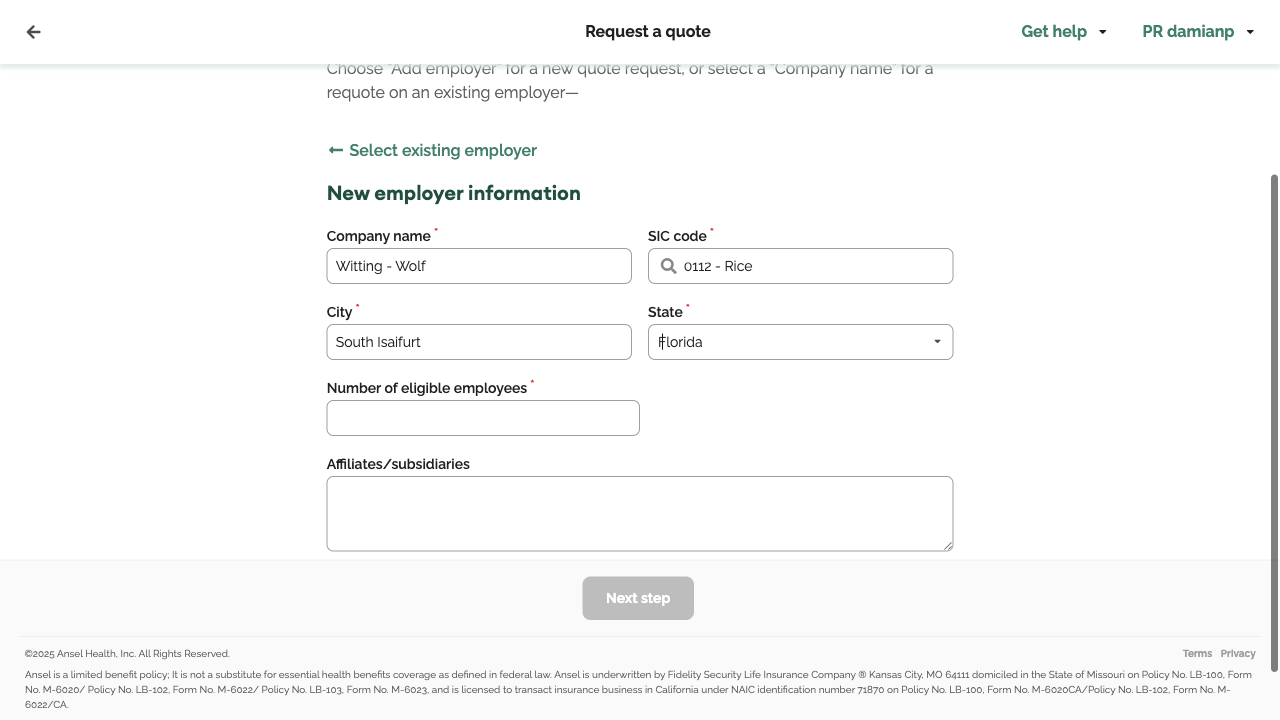 Request a quote
Get help
PR damianp
Choose "Add employer" for a new quote request, or select a "Company name" for a
requote on an existing employer—
Select existing employer
New employer information
Company name *
SIC code *
Witting - Wolf
0112 - Rice
City *
State *
South Isaifurt
Florida
Number of eligible employees *
Affiliates/subsidiaries
Next step
©2025 Ansel Health, Inc. All Rights Reserved.
Terms Privacy
Ansel is a limited benefit policy; It is not a substitute for essential health benefits coverage as defined in federal law. Ansel is underwritten by Fidelity Security Life Insurance Company ® Kansas City, MO 64111 domiciled in the State of Missouri on Policy No. LB-100, Form
No. M-6020/ Policy No. LB-102, Form No. M-6022/ Policy No. LB-103, Form No. M-6023, and is licensed to transact insurance business in California under NAIC identification number 71870 on Policy No. LB-100, Form No. M-6020CA/Policy No. LB-102, Form No. M-
6022/CA.